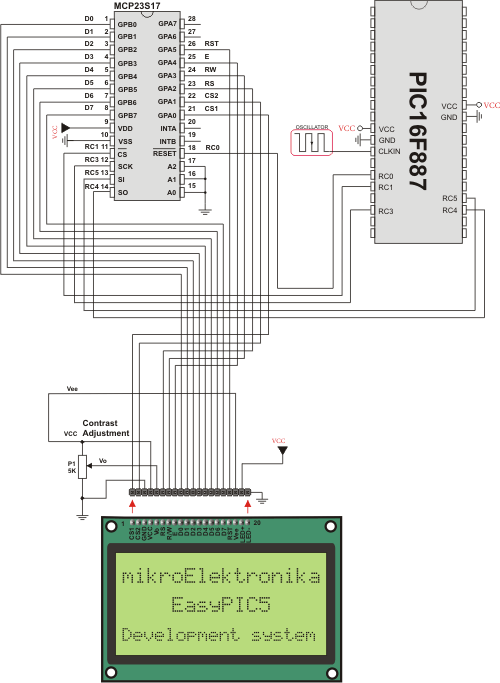 MCP23S17
D0 1 GPB0 GPA7 28
D1 2 GPB1 GPA6 27
D2 3 GPB2 GPA5 26 RST
D3 4 GPB3 GPA4 25 E
D4 5 GPB4 GPA3 24 RW
D5 6 GPB5 GPA2 23 RS
D6 7 GPB6 GPA1 22 CS2
D7 8 GPB7 GPA0 21 CS1
VCC 9 VDD INTA 20
10 VSS INTB 19
RC1 11 CS RESET 18 RC0
RC3 12 SCK A2 17
RC5 13 SI A1 16
RC4 14 SO A0 15
PIC16F887
VCC VCC
GND
OSCILLATOR
VCC VCC
GND
CLKIN
RC0
RC1
RC3
RC5
RC4
Vee
Contrast
VCC Adjustment
P1
5K
Vo
VCC
1 20
CS1
CS2
GND
VCC
Vo
RS
R/W
E
D0
D1
D2
D3
D4
D5
D6
D7
RST
Vee
LED+
LED-
mikroElektronika
EasyPIC5
Development system